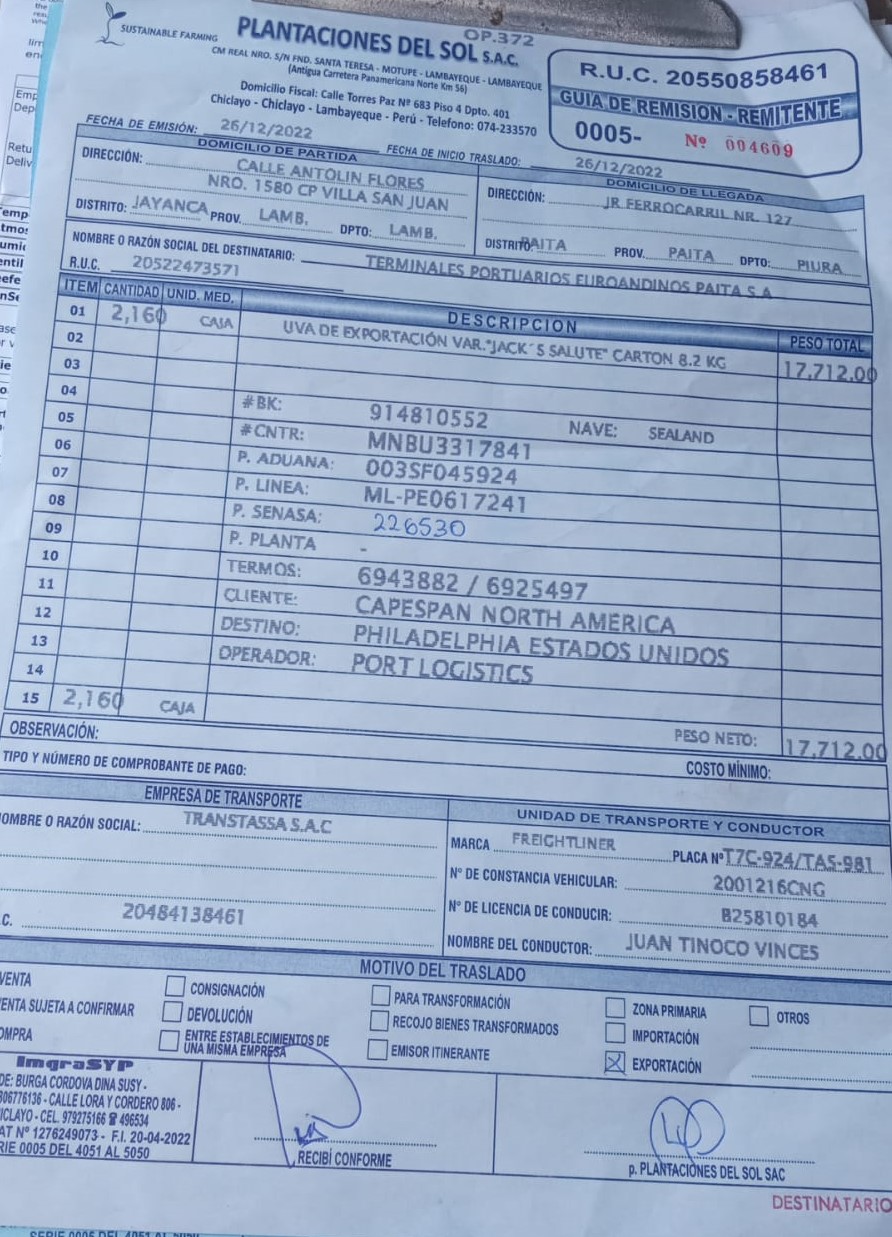 OP.372
SUSTAINABLE FARMING
PLANTACIONES DEL SOL S.A.C.
CM REAL NRO. S/N FND. SANTA TERESA - MOTUPE - LAMBAYEQUE - LAMBAYEQUE
(Antigua Carretera Panamericana Norte Km 56)
Domicilio Fiscal: Calle Torres Paz Nº 683 Piso 4 Dpto. 401
Chiclayo - Chiclayo - Lambayeque - Perú - Telefono: 074-233570
R.U.C. 20550858461
GUIA DE REMISION - REMITENTE
0005- Nº 004609
FECHA DE EMISIÓN: 26/12/2022
FECHA DE INICIO TRASLADO: 26/12/2022
DOMICILIO DE PARTIDA
DIRECCIÓN: CALLE ANTOLIN FLORES
NRO. 1580 CP VILLA SAN JUAN
DISTRITO: JAYANCA PROV. LAMB. DPTO: LAMB.
DOMICILIO DE LLEGADA
DIRECCIÓN: JR FERROCARRIL NR. 127
DISTRITO: PAITA PROV. PAITA DPTO: PIURA
NOMBRE O RAZÓN SOCIAL DEL DESTINATARIO: TERMINALES PORTUARIOS EUROANDINOS PAITA S.A
R.U.C. 20522473571
ITEM CANTIDAD UNID. MED. DESCRIPCION PESO TOTAL
01 2,160 CAJA UVA DE EXPORTACIÓN VAR."JACK´S SALUTE" CARTON 8.2 KG 17,712.00
02
03
04 #BK: 914810552 NAVE: SEALAND
05 #CNTR: MNBU3317841
06 P. ADUANA: 003SF045924
07 P. LINEA: ML-PE0617241
08 P. SENASA: 226530
09 P. PLANTA -
10 TERMOS: 6943882 / 6925497
11 CLIENTE: CAPESPAN NORTH AMERICA
12 DESTINO: PHILADELPHIA ESTADOS UNIDOS
13 OPERADOR: PORT LOGISTICS
14
15 2,160 CAJA
PESO NETO: 17,712.00
OBSERVACIÓN:
TIPO Y NÚMERO DE COMPROBANTE DE PAGO:
COSTO MÍNIMO:
EMPRESA DE TRANSPORTE
OMBRE O RAZÓN SOCIAL: TRANSTASSA S.A.C
C. 20484138461
UNIDAD DE TRANSPORTE Y CONDUCTOR
MARCA FREIGHTLINER PLACA Nº T7C-924/TAS-981
Nº DE CONSTANCIA VEHICULAR: 2001216CNG
Nº DE LICENCIA DE CONDUCIR: B25810184
NOMBRE DEL CONDUCTOR: JUAN TINOCO VINCES
MOTIVO DEL TRASLADO
VENTA
ENTA SUJETA A CONFIRMAR
OMPRA
CONSIGNACIÓN
DEVOLUCIÓN
ENTRE ESTABLECIMIENTOS DE
UNA MISMA EMPRESA
PARA TRANSFORMACIÓN
RECOJO BIENES TRANSFORMADOS
EMISOR ITINERANTE
ZONA PRIMARIA
IMPORTACIÓN
EXPORTACIÓN
OTROS
ImgraSYP
DE: BURGA CORDOVA DINA SUSY -
806776136 - CALLE LORA Y CORDERO 806 -
ICLAYO - CEL. 979275166 ☎ 496534
AT Nº 1276249073 - F.I. 20-04-2022
RIE 0005 DEL 4051 AL 5050
RECIBÍ CONFORME
p. PLANTACIONES DEL SOL SAC
DESTINATARIO